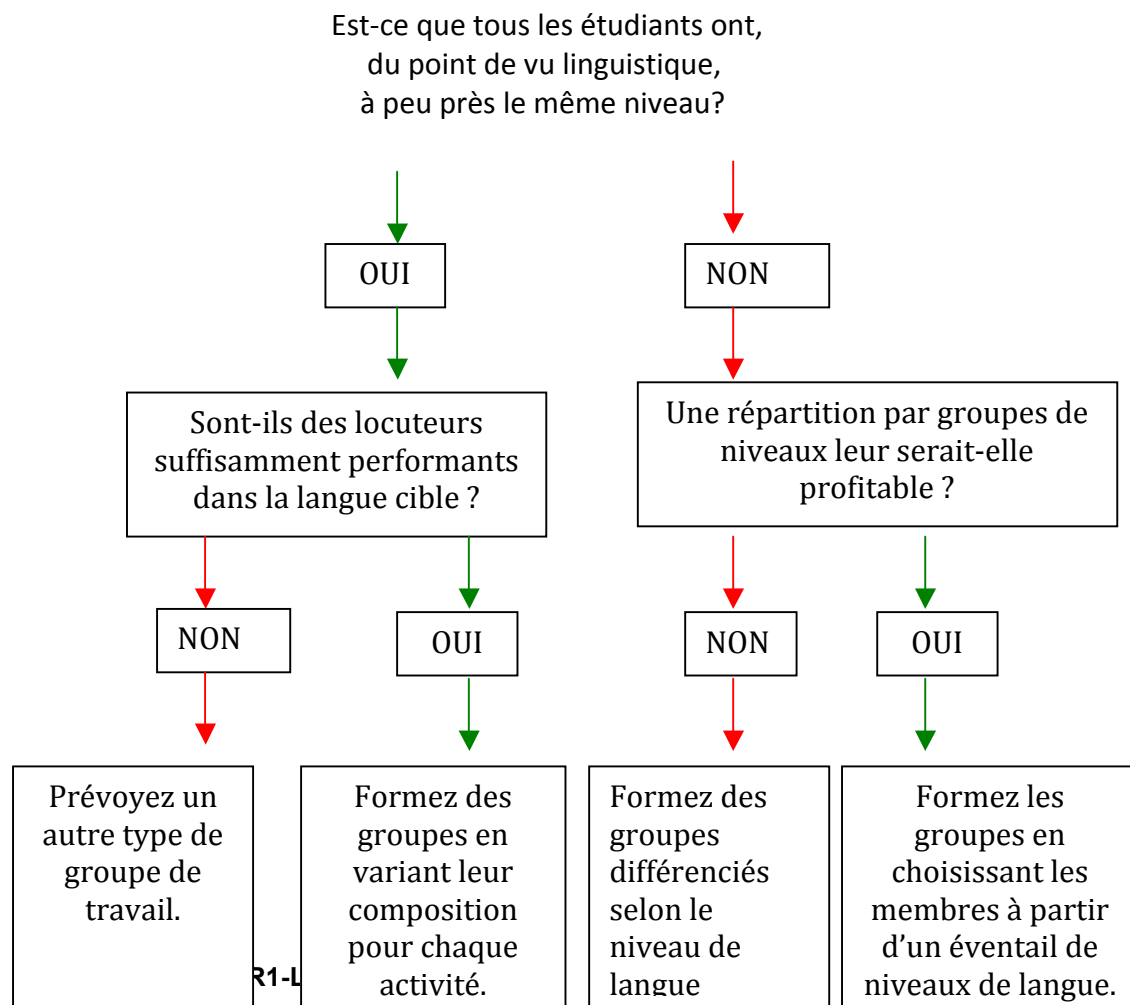 Est-ce que tous les étudiants ont,
du point de vu linguistique,
à peu près le même niveau?
OUI
NON
Sont-ils des locuteurs
suffisamment performants
dans la langue cible ?
Une répartition par groupes de
niveaux leur serait-elle
profitable ?
NON
OUI
NON
OUI
Prévoyez un
autre type de
groupe de
travail.
Formez des
groupes en
variant leur
composition
pour chaque
activité.
Formez des
groupes
différenciés
selon le
niveau de
langue
Formez les
groupes en
choisissant les
membres à partir
d'un éventail de
niveaux de langue.
R1-L